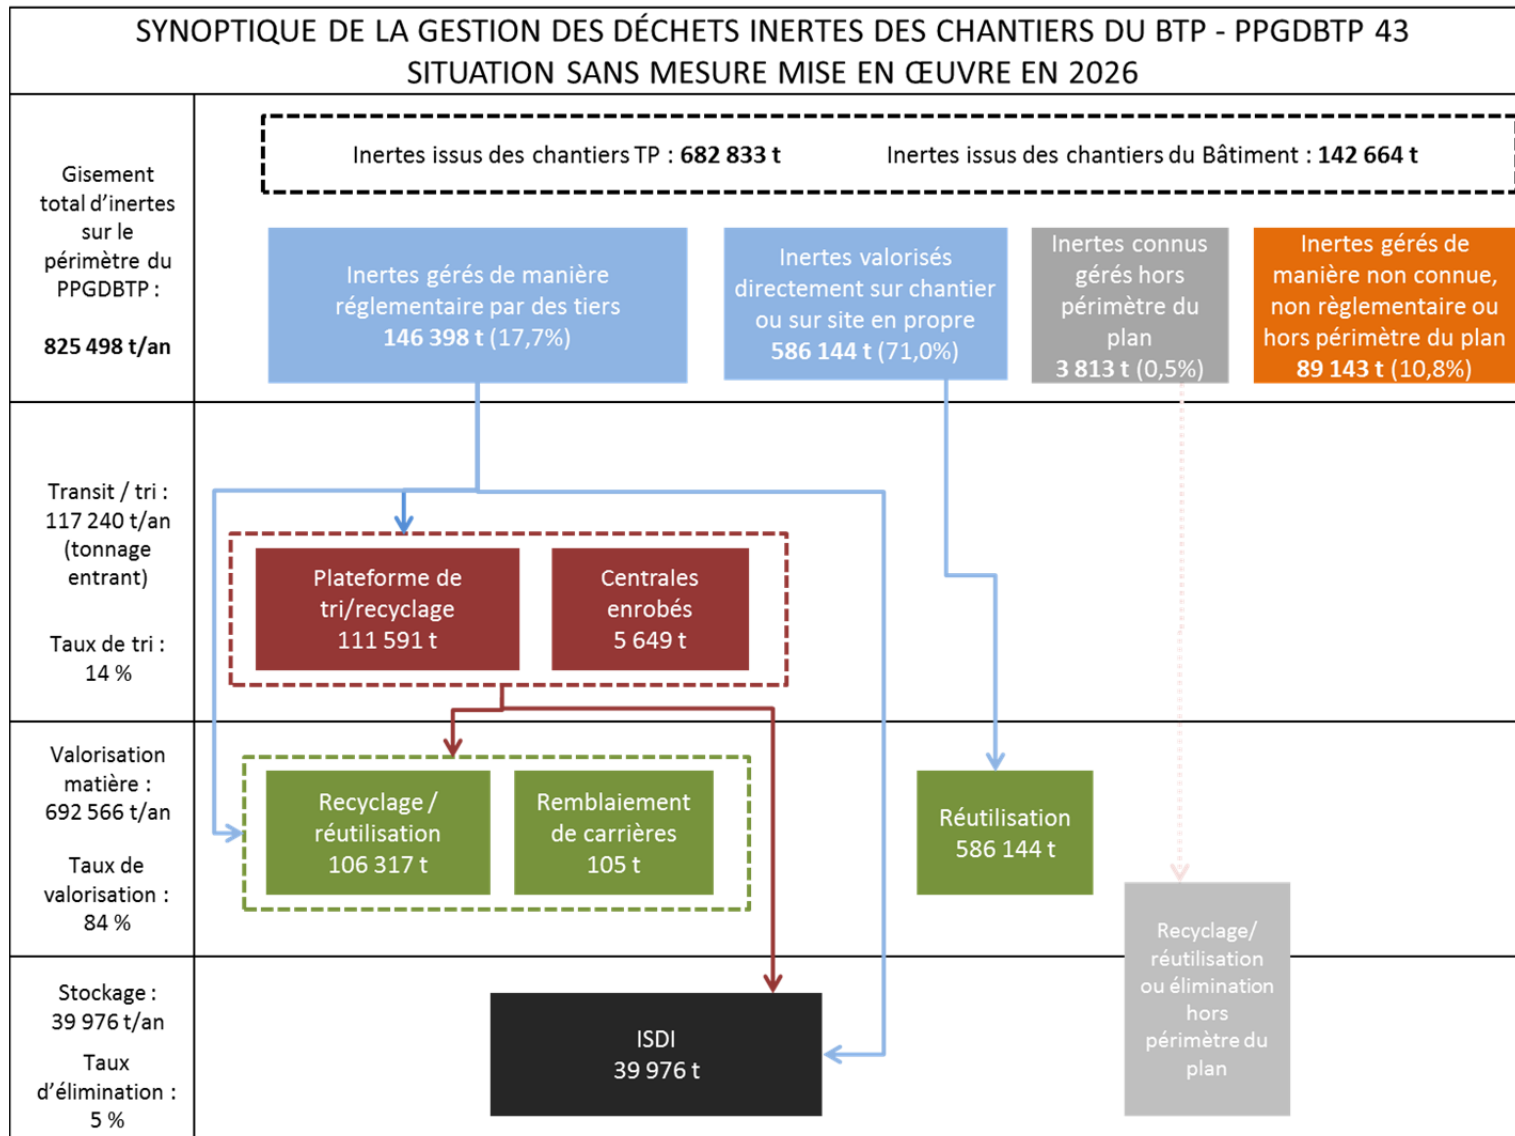 SYNOPTIQUE DE LA GESTION DES DÉCHETS INERTES DES CHANTIERS DU BTP - PPGDBTP 43
SITUATION SANS MESURE MISE EN ŒUVRE EN 2026
Gisement
total d’inertes
sur le
périmètre du
PPGDBTP :
825 498 t/an
Inertes issus des chantiers TP : 682 833 t
Inertes issus des chantiers du Bâtiment : 142 664 t
Inertes gérés de manière
réglementaire par des tiers
146 398 t (17,7%)
Inertes valorisés
directement sur chantier
ou sur site en propre
586 144 t (71,0%)
Inertes connus
gérés hors
périmètre du
plan
3 813 t (0,5%)
Inertes gérés de
manière non connue,
non règlementaire ou
hors périmètre du plan
89 143 t (10,8%)
Transit / tri :
117 240 t/an
(tonnage
entrant)
Taux de tri :
14 %
Plateforme de
tri/recyclage
111 591 t
Centrales
enrobés
5 649 t
Valorisation
matière :
692 566 t/an
Taux de
valorisation :
84 %
Recyclage /
réutilisation
106 317 t
Remblaiement
de carrières
105 t
Réutilisation
586 144 t
Recyclage/
réutilisation
ou élimination
hors
périmètre du
plan
Stockage :
39 976 t/an
Taux
d’élimination :
5 %
ISDI
39 976 t